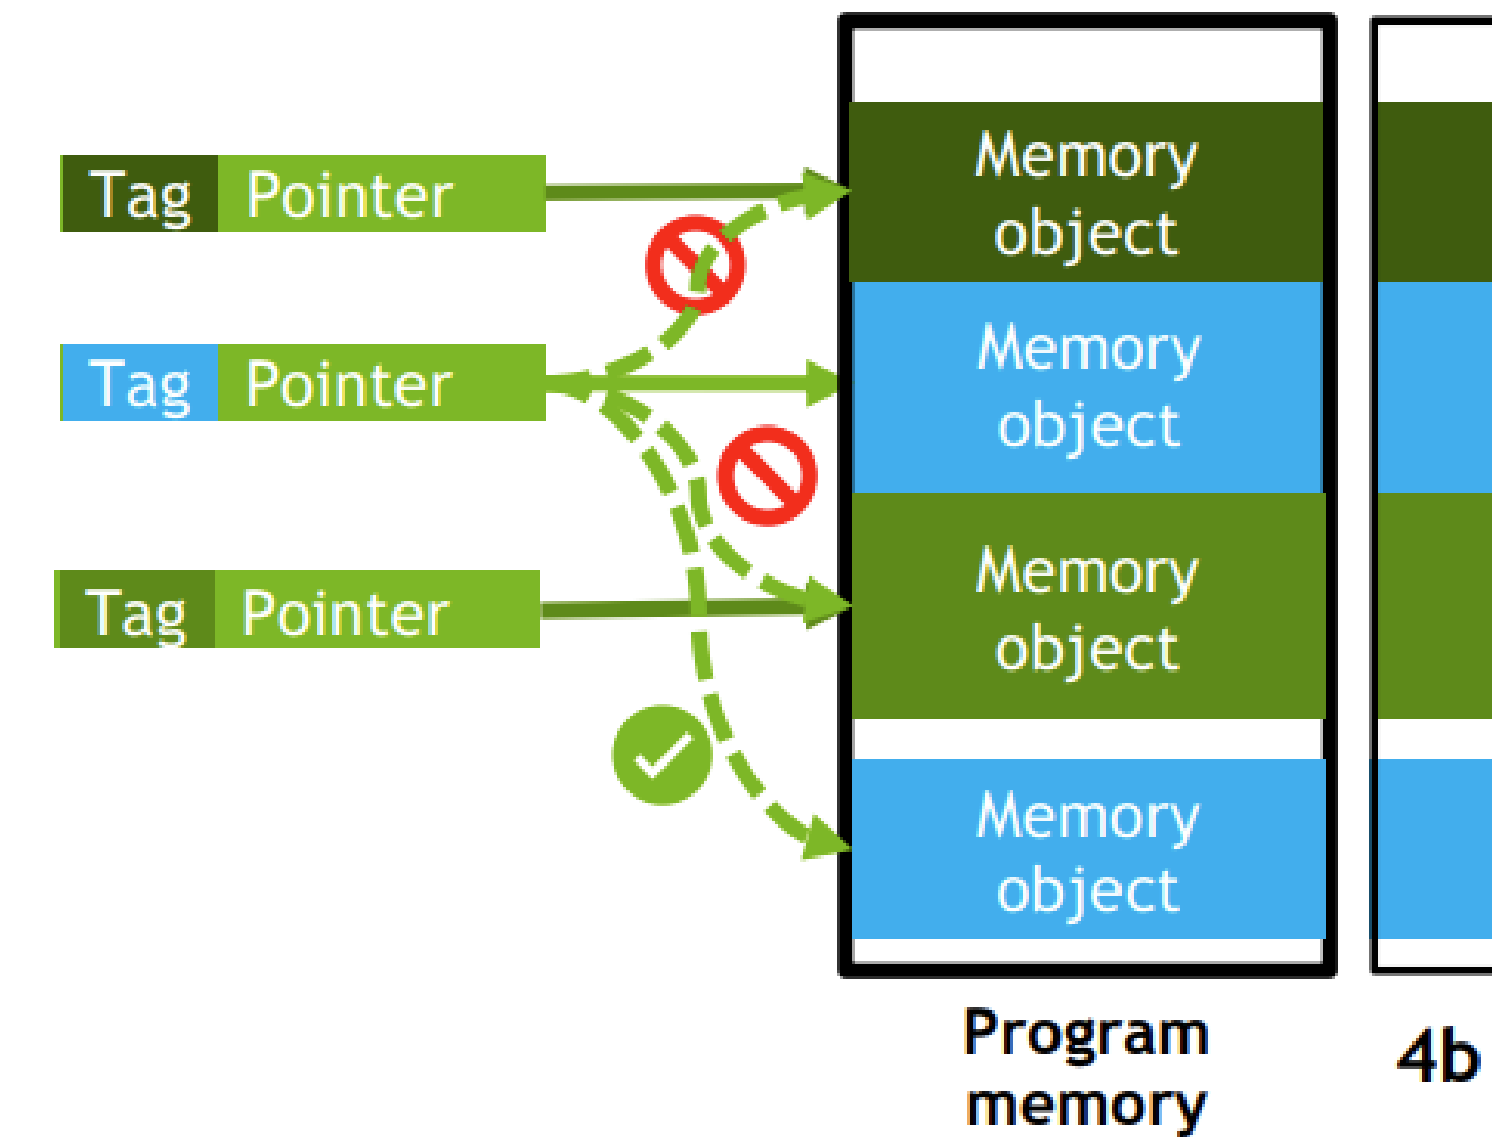 Memory
object
Tag Pointer
Memory
object
Tag Pointer
Memory
object
Tag Pointer
Memory
object
Program
memory
4b